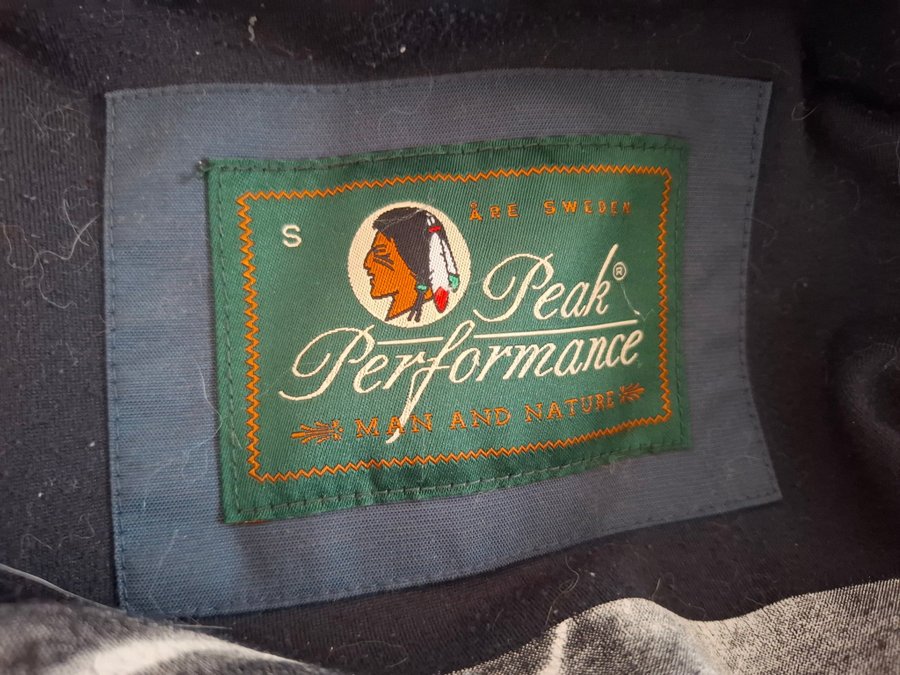 S
ÅRE SWEDEN
Peak®
Performance
MAN AND NATURE